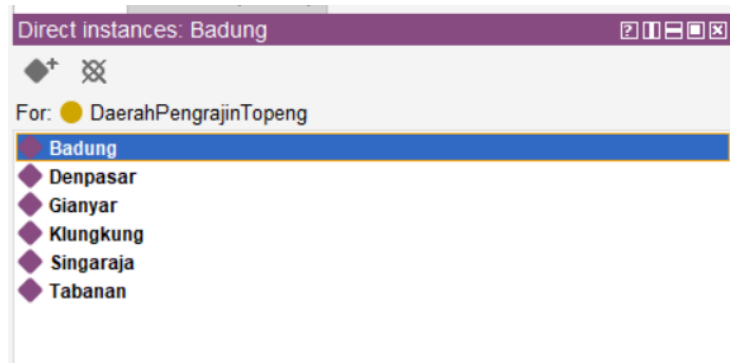 Direct instances: Badung
For: DaerahPengrajinTopeng
Badung
Denpasar
Gianyar
Klungkung
Singaraja
Tabanan